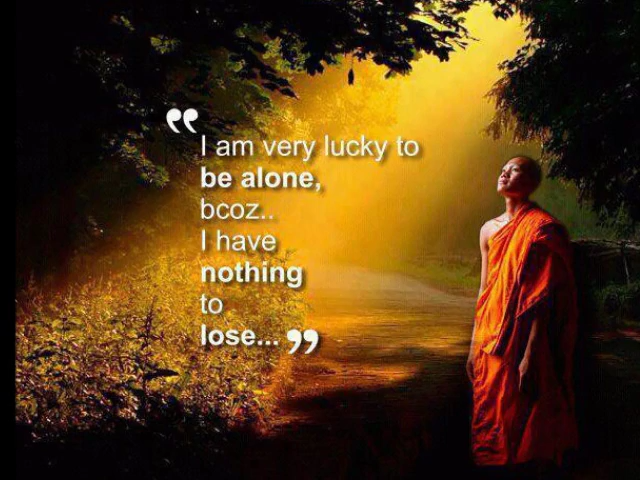 “
I am very lucky to
be alone,
bcoz..
I have
nothing
to
lose... ”